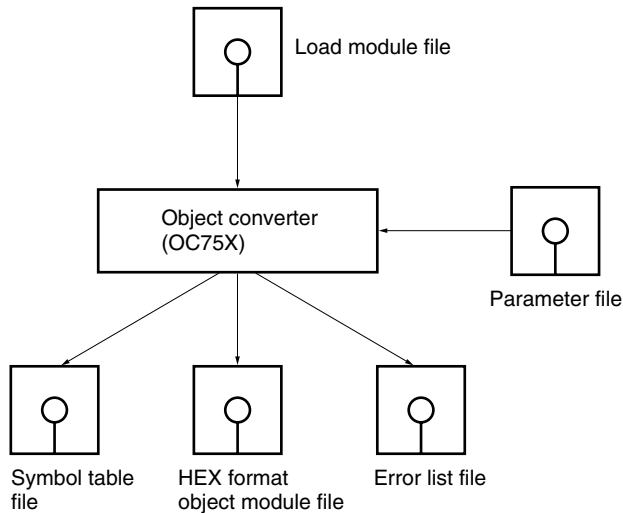 Load module file
Object converter
(OC75X)
Parameter file
Symbol table
file
HEX format
object module file
Error list file